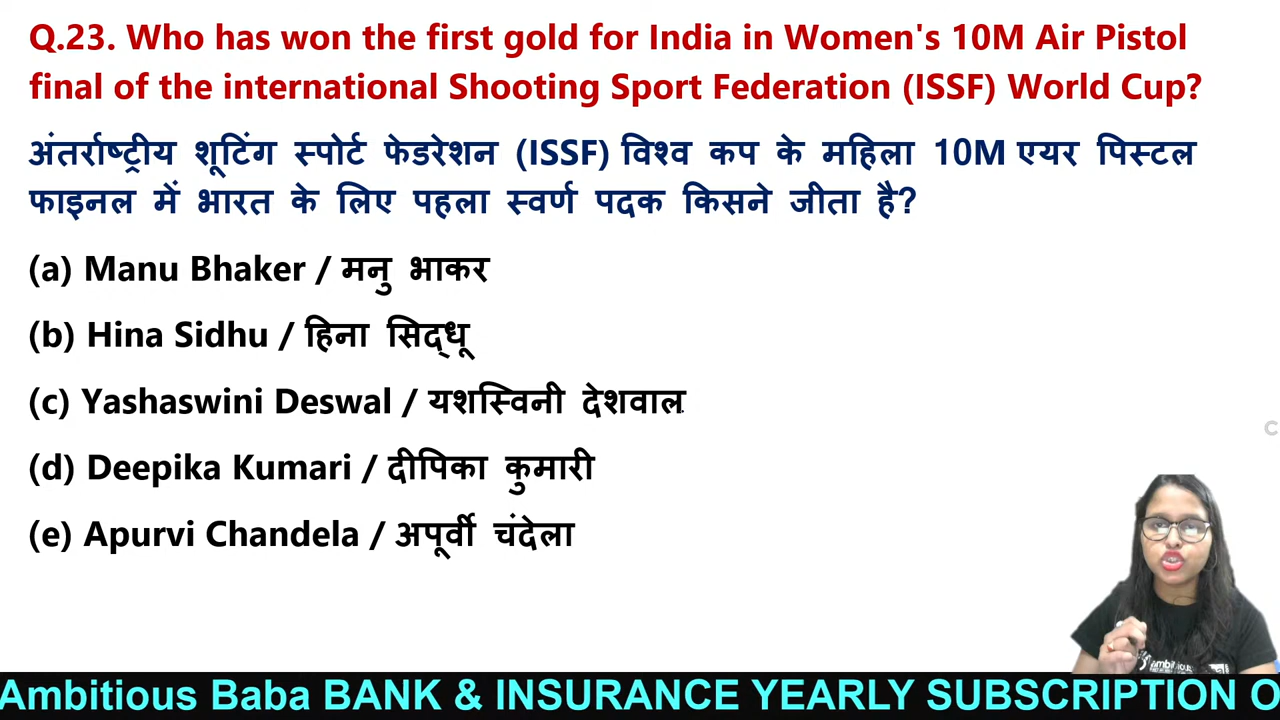 Q.23. Who has won the first gold for India in Women's 10M Air Pistol
final of the international Shooting Sport Federation (ISSF) World Cup?
अंतर्राष्ट्रीय शूटिंग स्पोर्ट फेडरेशन (ISSF) विश्व कप के महिला 10M एयर पिस्टल
फाइनल में भारत के लिए पहला स्वर्ण पदक किसने जीता है?
(a) Manu Bhaker / मनु भाकर
(b) Hina Sidhu / हिना सिद्धू
(c) Yashaswini Deswal / यशस्विनी देशवाल
(d) Deepika Kumari / दीपिका कुमारी
(e) Apurvi Chandela / अपूर्वी चंदेला
C
ambitious
Ambitious Baba BANK & INSURANCE YEARLY SUBSCRIPTION O